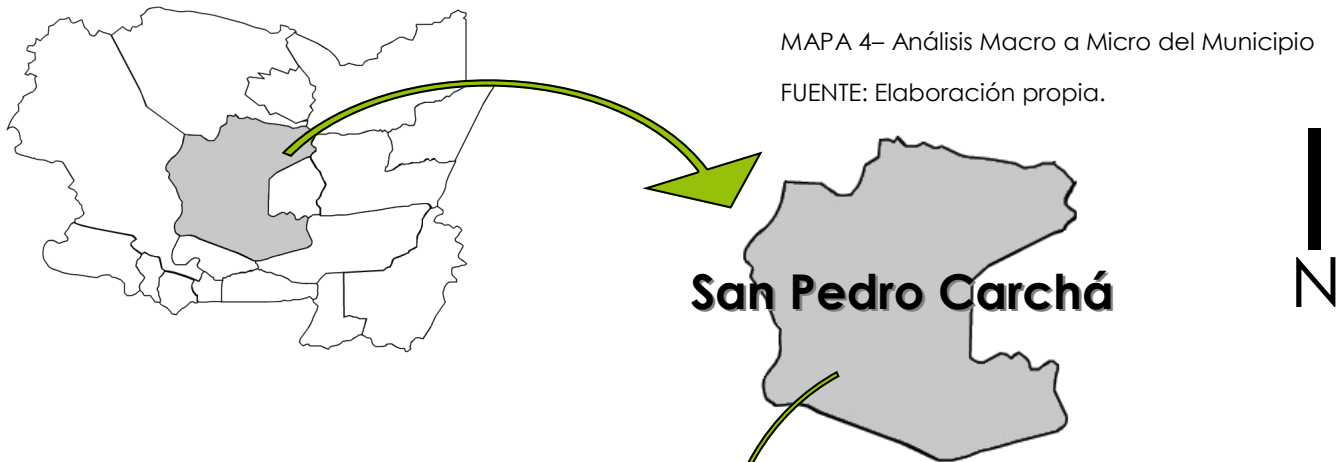 MAPA 4– Análisis Macro a Micro del Municipio
FUENTE: Elaboración propia.
San Pedro Carchá
N